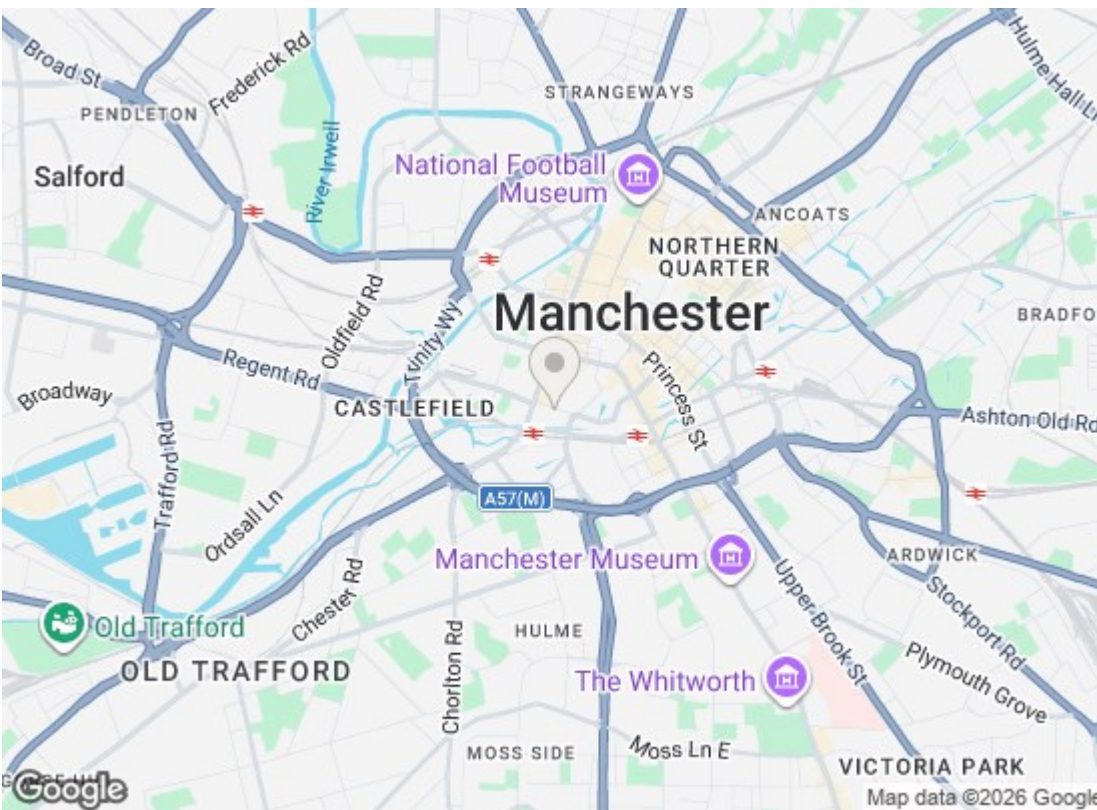 Broad St
Frederick Rd
STRANGEWAYS
Hulme Hall Ln
PENDLETON
National Football
Museum
Salford
River Irwell
ANCOATS
NORTHERN
QUARTER
Oldfield Rd
Manchester
BRADFO
Trinity Wy
Regent Rd
Princess St
Broadway
CASTLEFIELD
Ashton Old Rd
Trafford Rd
A57(M)
Ordsall Ln
Manchester Museum
ARDWICK
Chester Rd
Upper Brook St
Stockport Rd
Old Trafford
HULME
OLD TRAFFORD
Chorlton Rd
The Whitworth
Plymouth Grove
MOSS SIDE
Moss Ln E
VICTORIA PARK
Google
Map data ©2026 Google